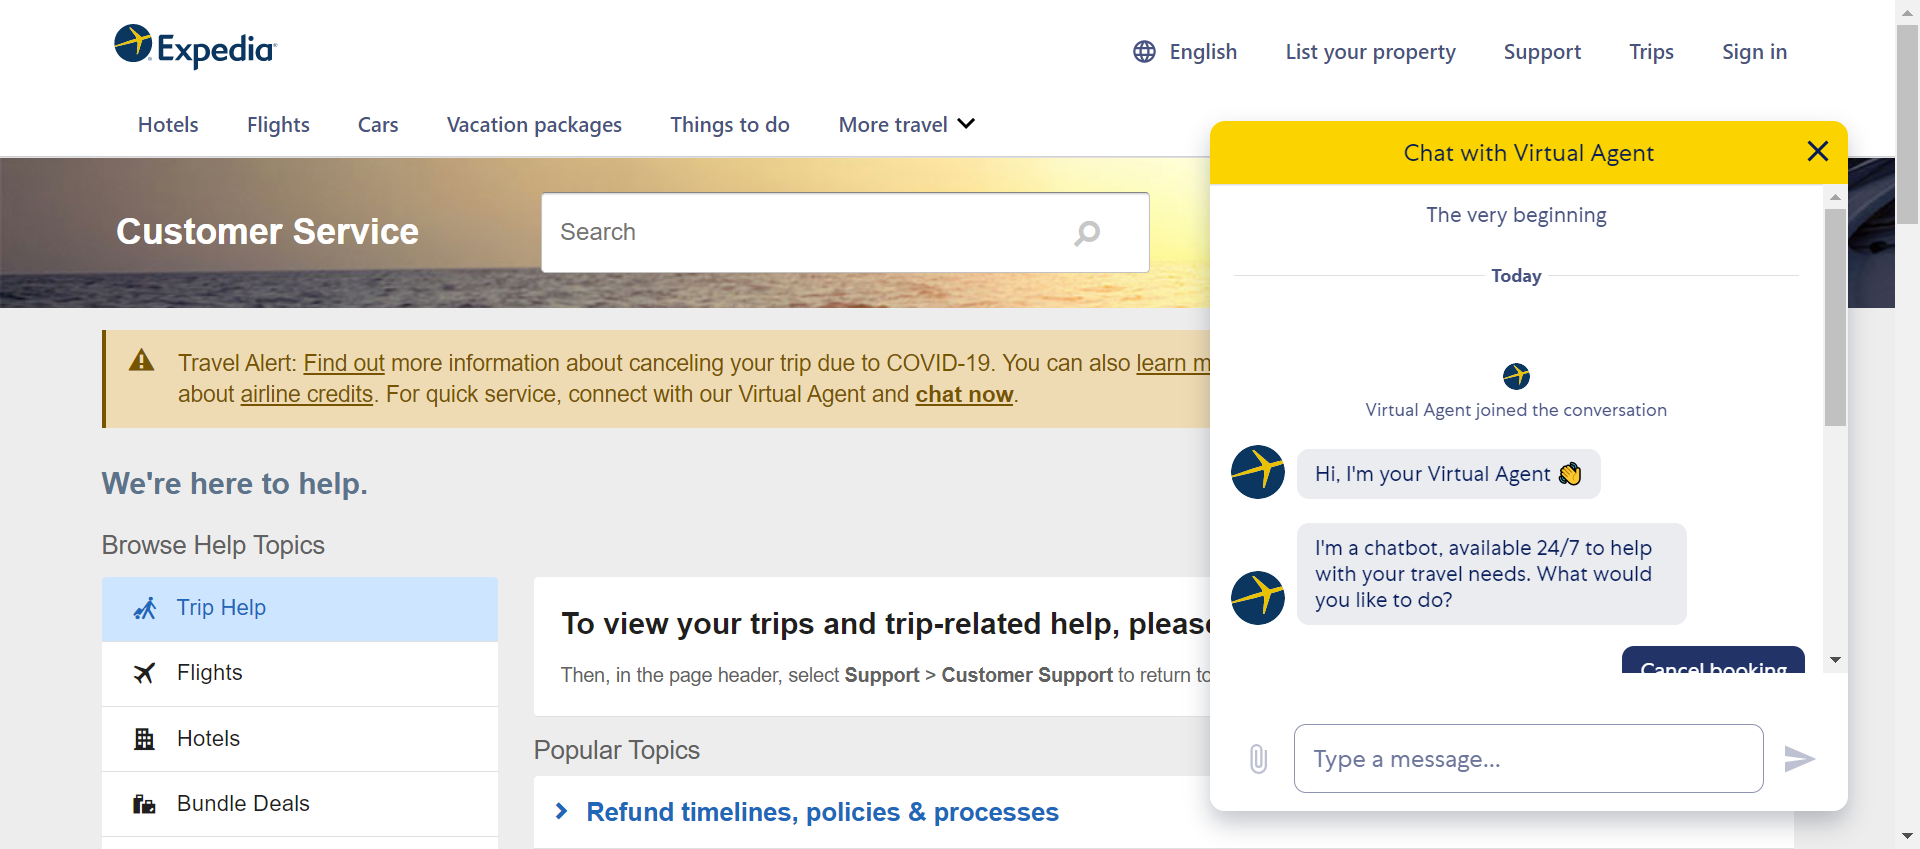 Expedia
English
List your property
Support
Trips
Sign in
Hotels
Flights
Cars
Vacation packages
Things to do
More travel
Customer Service
Search
Travel Alert: Find out more information about canceling your trip due to COVID-19. You can also learn m
about airline credits. For quick service, connect with our Virtual Agent and chat now.
We're here to help.
Browse Help Topics
Trip Help
Flights
Hotels
Bundle Deals
To view your trips and trip-related help, please
Then, in the page header, select Support > Customer Support to return to
Popular Topics
Refund timelines, policies & processes
Chat with Virtual Agent
The very beginning
Today
Virtual Agent joined the conversation
Hi, I'm your Virtual Agent 👏
I'm a chatbot, available 24/7 to help
with your travel needs. What would
you like to do?
Cancel booking
Type a message...